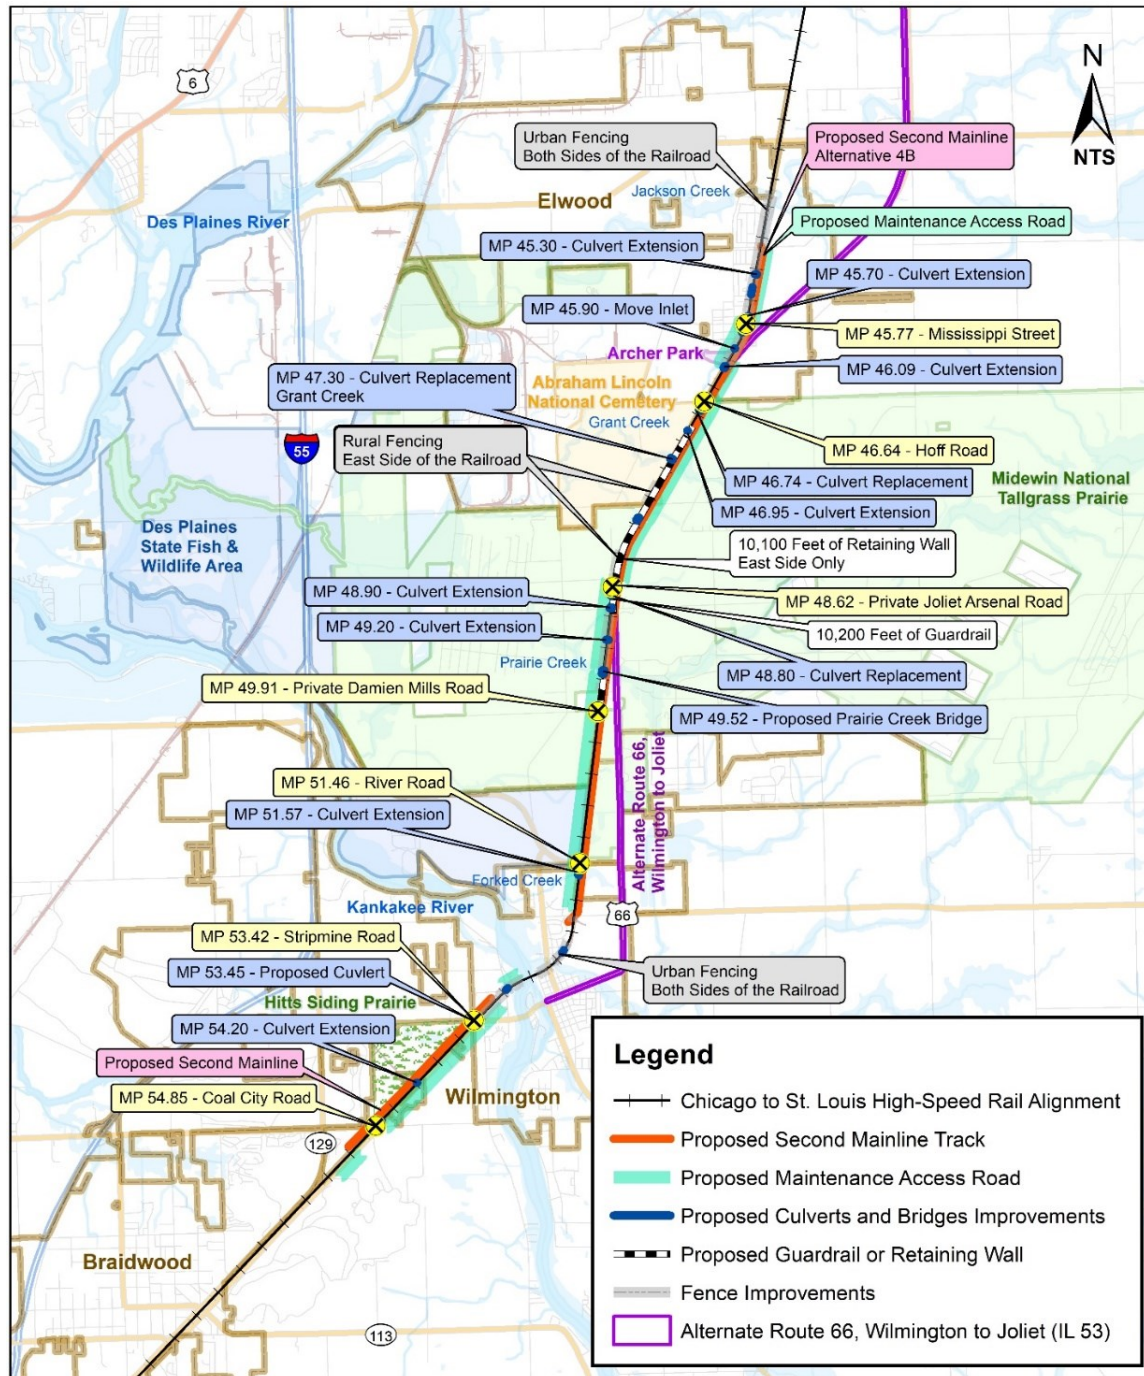 N
NTS
6
Urban Fencing
Both Sides of the Railroad
Proposed Second Mainline
Alternative 4B
Elwood
Jackson Creek
Des Plaines River
Proposed Maintenance Access Road
MP 45.30 - Culvert Extension
MP 45.70 - Culvert Extension
MP 45.90 - Move Inlet
MP 45.77 - Mississippi Street
Archer Park
MP 46.09 - Culvert Extension
MP 47.30 - Culvert Replacement
Grant Creek
Abraham Lincoln
National Cemetery
Grant Creek
55
Rural Fencing
East Side of the Railroad
MP 46.64 - Hoff Road
MP 46.74 - Culvert Replacement
Midewin National
Tallgrass Prairie
MP 46.95 - Culvert Extension
Des Plaines
State Fish &
Wildlife Area
10,100 Feet of Retaining Wall
East Side Only
MP 48.90 - Culvert Extension
MP 48.62 - Private Joliet Arsenal Road
MP 49.20 - Culvert Extension
10,200 Feet of Guardrail
Prairie Creek
MP 48.80 - Culvert Replacement
MP 49.91 - Private Damien Mills Road
MP 49.52 - Proposed Prairie Creek Bridge
Alternate Route 66,
Wilmington to Joliet
MP 51.46 - River Road
MP 51.57 - Culvert Extension
Forked Creek
Kankakee River
66
MP 53.42 - Stripmine Road
MP 53.45 - Proposed Cuvlert
Urban Fencing
Both Sides of the Railroad
Hitts Siding Prairie
MP 54.20 - Culvert Extension
Proposed Second Mainline
MP 54.85 - Coal City Road
Wilmington
129
Braidwood
113
Legend
Chicago to St. Louis High-Speed Rail Alignment
Proposed Second Mainline Track
Proposed Maintenance Access Road
Proposed Culverts and Bridges Improvements
Proposed Guardrail or Retaining Wall
Fence Improvements
Alternate Route 66, Wilmington to Joliet (IL 53)